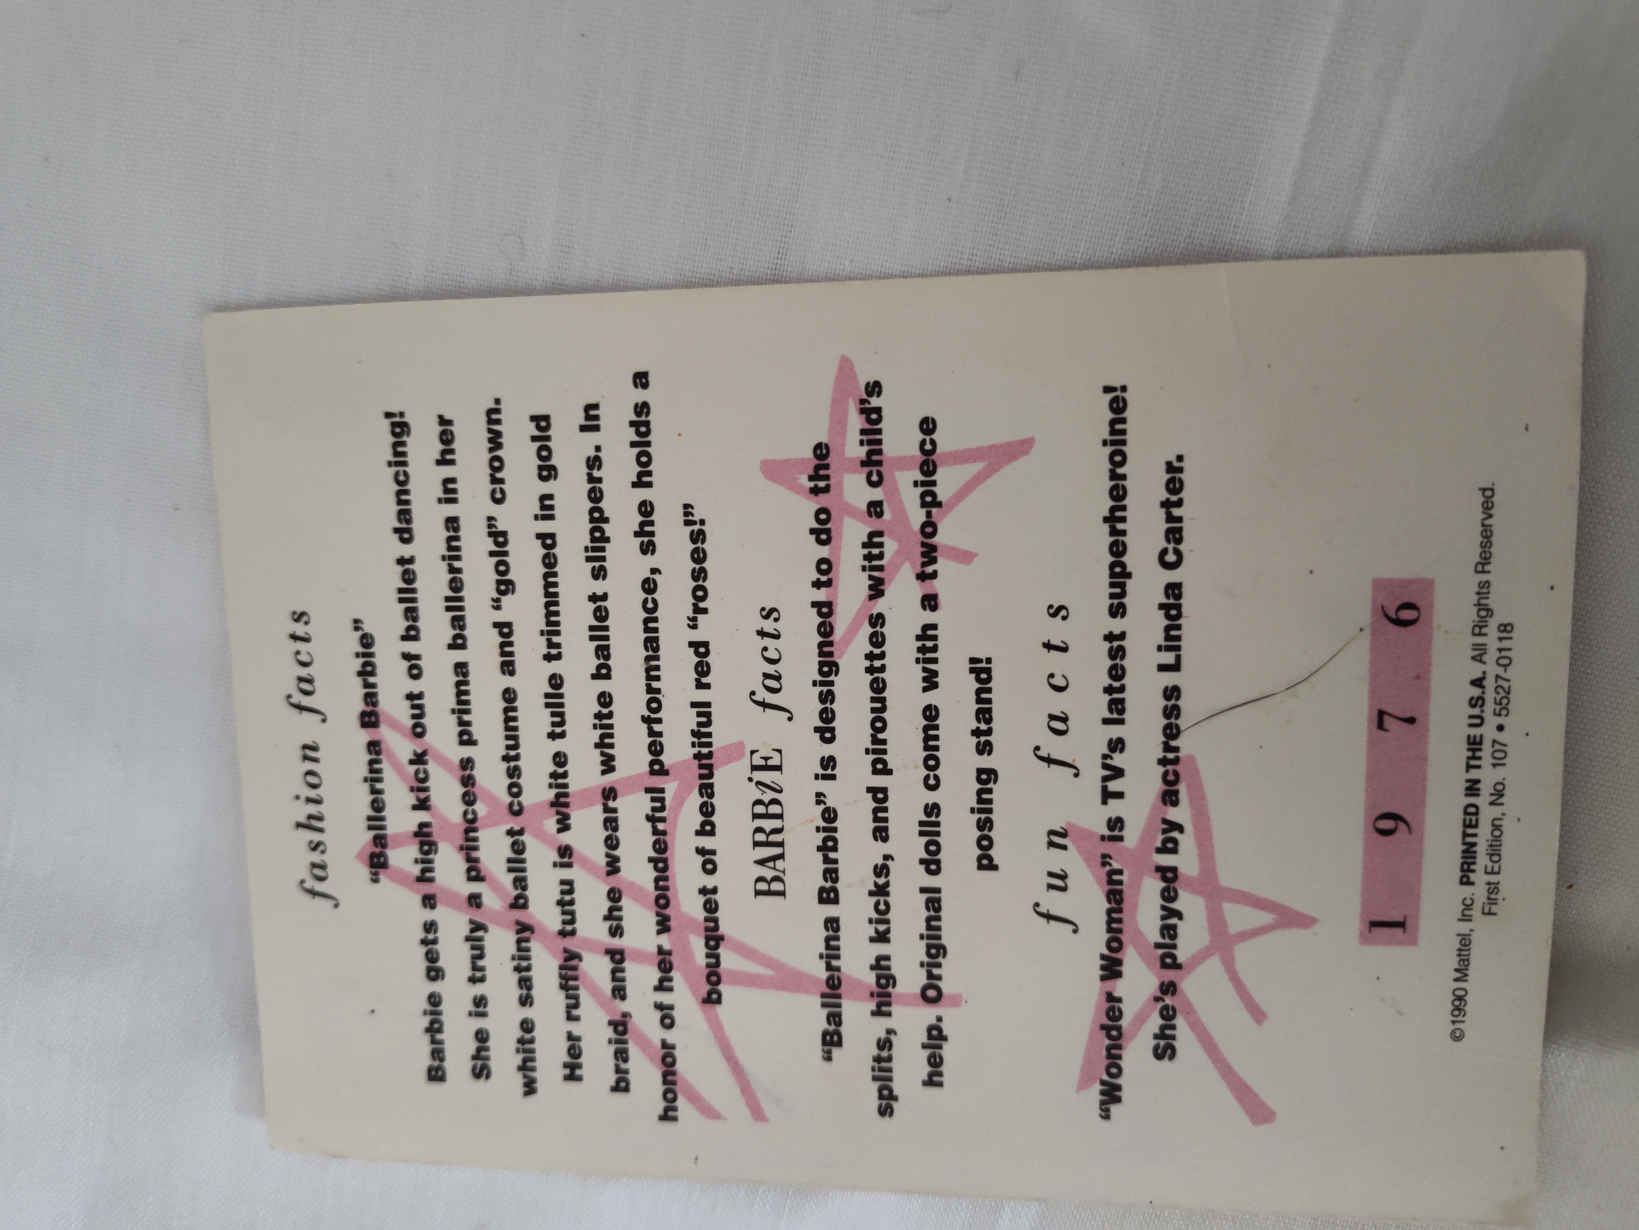 fashion facts
“Ballerina Barbie”
Barbie gets a high kick out of ballet dancing!
She is truly a princess prima ballerina in her
white satiny ballet costume and “gold” crown.
Her ruffly tutu is white tulle trimmed in gold
braid, and she wears white ballet slippers. In
honor of her wonderful performance, she holds a
bouquet of beautiful red “roses!”
BARBiE facts
“Ballerina Barbie” is designed to do the
splits, high kicks, and pirouettes with a child’s
help. Original dolls come with a two-piece
posing stand!
fun facts
“Wonder Woman” is TV’s latest superheroine!
She’s played by actress Linda Carter.
1 9 7 6
©1990 Mattel, Inc. PRINTED IN THE U.S.A. All Rights Reserved.
First Edition, No. 107 • 5527-0118